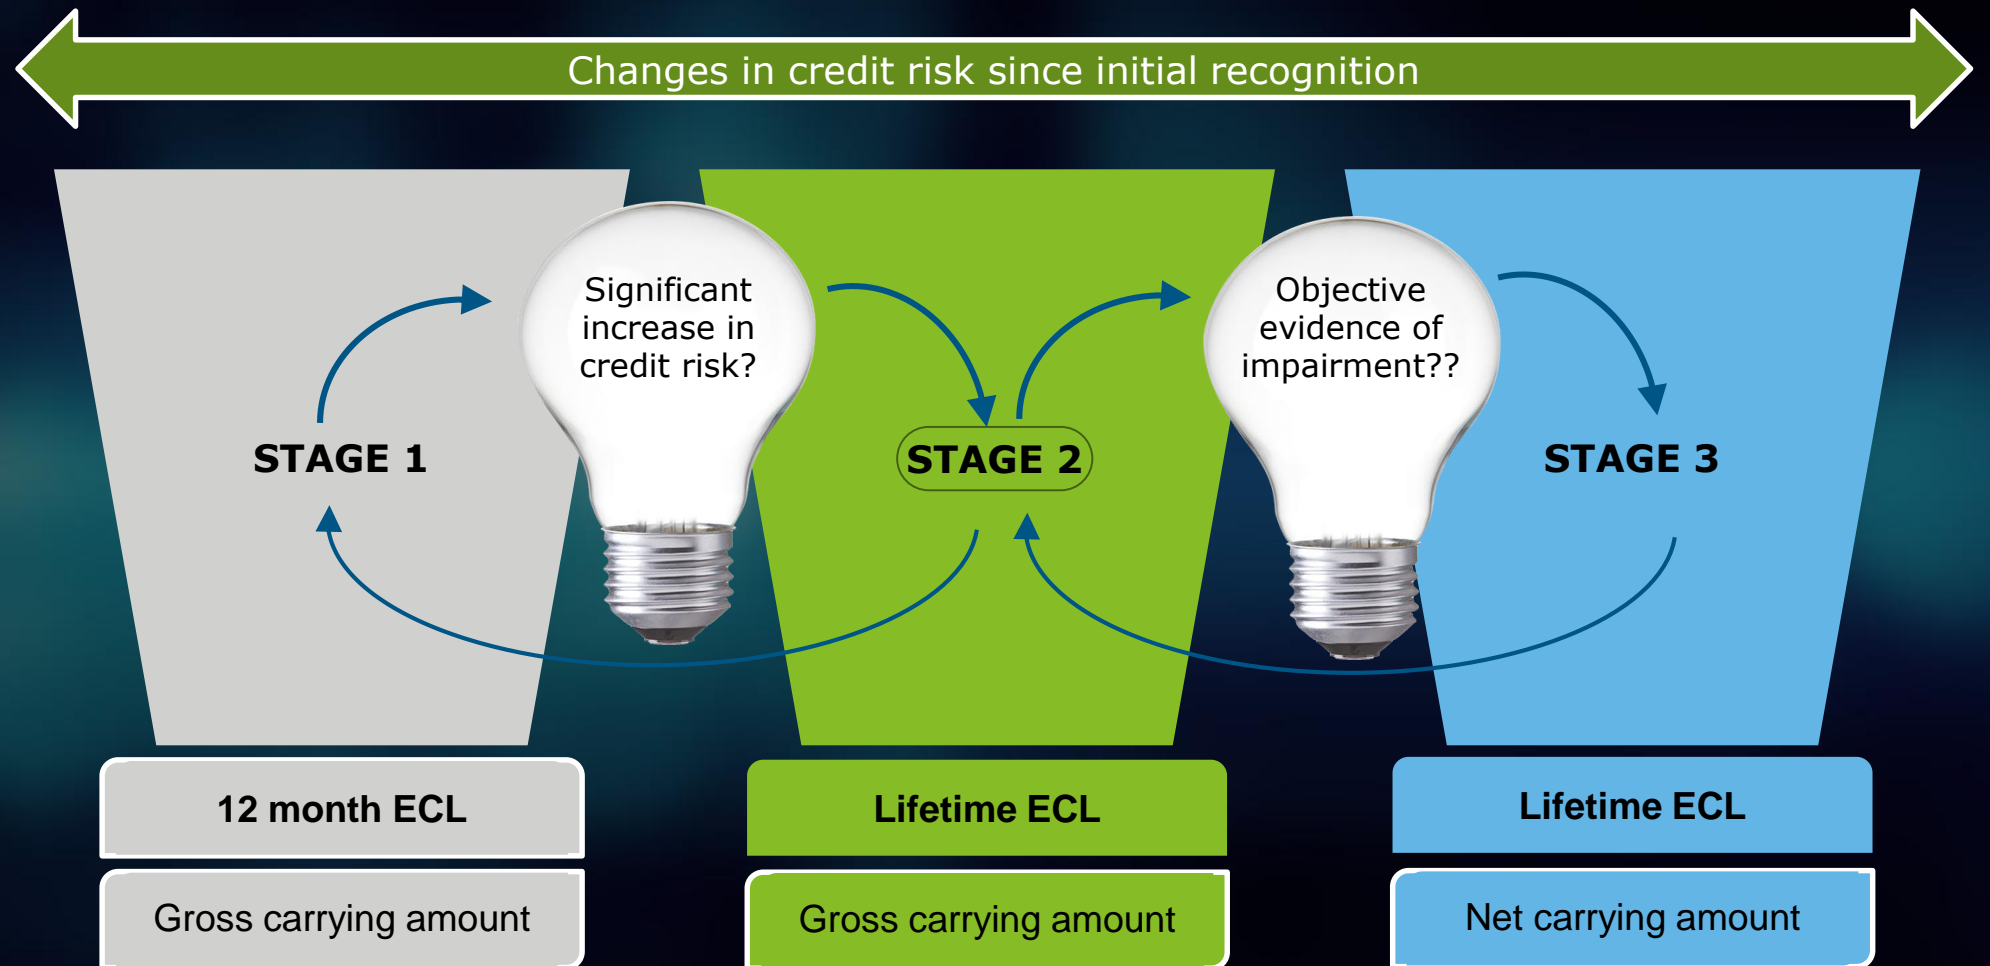 Changes in credit risk since initial recognition
Significant
increase in
credit risk?
Objective
evidence of
impairment??
STAGE 1
STAGE 2
STAGE 3
12 month ECL
Lifetime ECL
Lifetime ECL
Gross carrying amount
Gross carrying amount
Net carrying amount